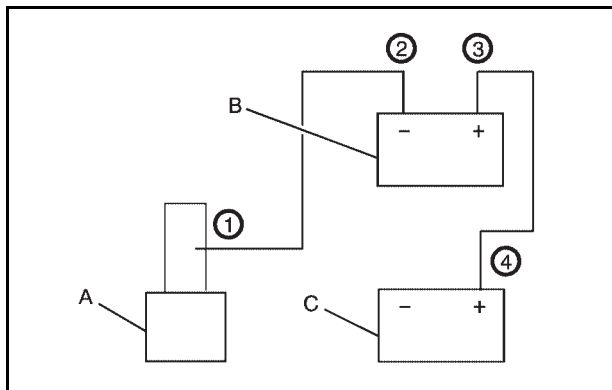 ② ③
B
− +
①
④
A
C
− +